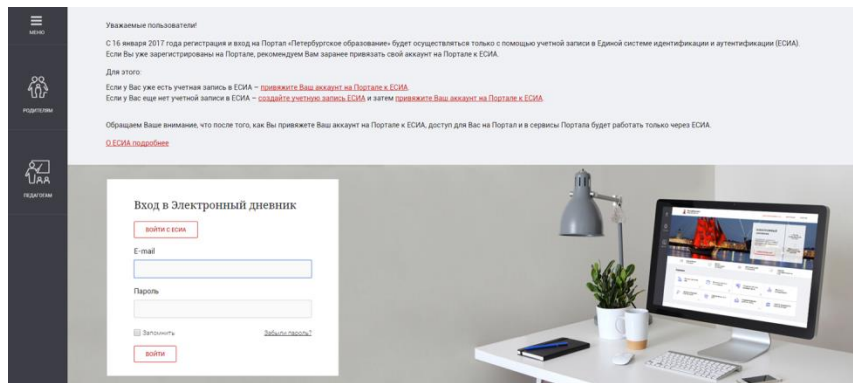 МЕНЮ
РОДИТЕЛЯМ
ПЕДАГОГАМ
Уважаемые пользователи!
С 16 января 2017 года регистрация и вход на Портал «Петербургское образование» будет осуществляться только с помощью учетной записи в Единой системе идентификации и аутентификации (ЕСИА).
Если Вы уже зарегистрированы на Портале, рекомендуем Вам заранее привязать свой аккаунт на Портале к ЕСИА.
Для этого:
Если у Вас уже есть учетная запись в ЕСИА – привяжите Ваш аккаунт на Портале к ЕСИА.
Если у Вас еще нет учетной записи в ЕСИА – создайте учетную запись ЕСИА и затем привяжите Ваш аккаунт на Портале к ЕСИА.
Обращаем Ваше внимание, что после того, как Вы привяжете Ваш аккаунт на Портале к ЕСИА, доступ для Вас на Портал и в сервисы Портала будет работать только через ЕСИА.
О ЕСИА подробнее
Вход в Электронный дневник
ВОЙТИ С ЕСИА
E-mail
Пароль
Запомнить
Забыли пароль?
ВОЙТИ